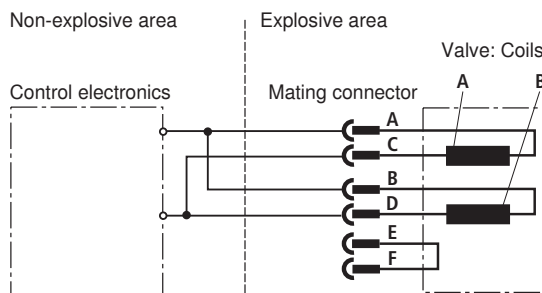 Non-explosive area
Explosive area
Valve: Coils
Control electronics
Mating connector
A
B
A
C
B
D
E
F